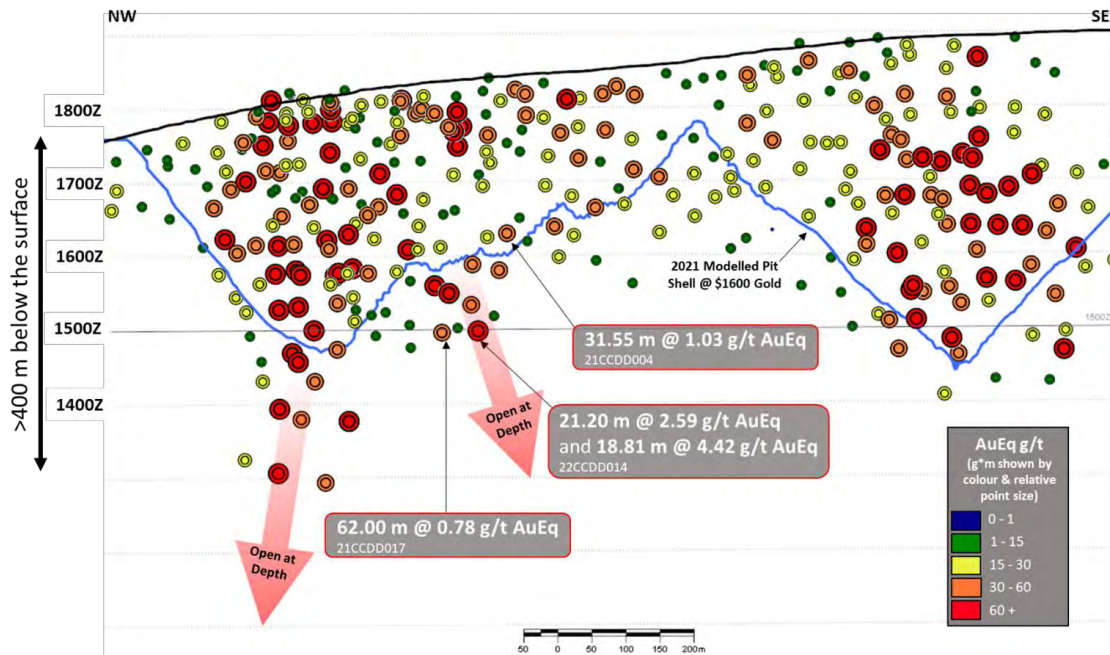 NW
SE
1800Z
1700Z
1600Z
1500Z
1400Z
>400 m below the surface
1500Z
2021 Modelled Pit
Shell @ $1600 Gold
31.55 m @ 1.03 g/t AuEq
21CCDD004
21.20 m @ 2.59 g/t AuEq
and 18.81 m @ 4.42 g/t AuEq
22CCDD014
62.00 m @ 0.78 g/t AuEq
21CCDD017
Open at
Depth
Open at
Depth
AuEq g/t
(g*m shown by
colour & relative
point size)
0 - 1
1 - 15
15 - 30
30 - 60
60 +
50 0 50 100 150 200m